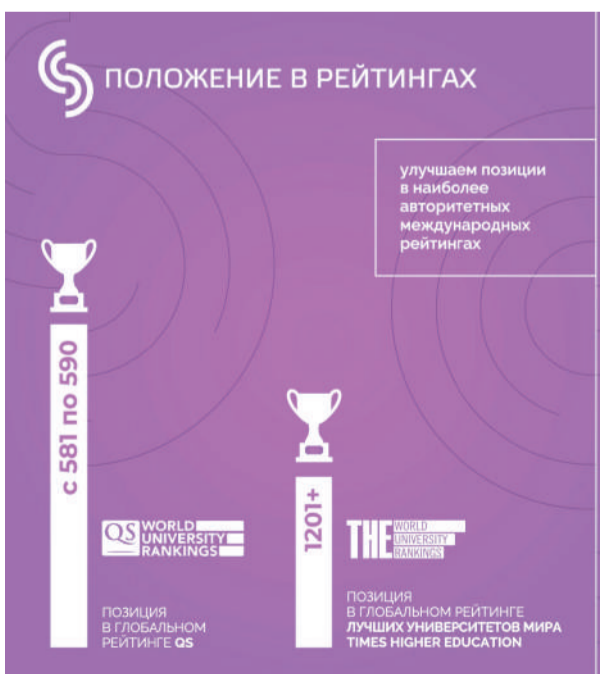 ПОЛОЖЕНИЕ В РЕЙТИНГАХ
улучшаем позиции
в наиболее
авторитетных
международных
рейтингах
с 581 по 590
QS WORLD
UNIVERSITY
RANKINGS
ПОЗИЦИЯ
В ГЛОБАЛЬНОМ
РЕЙТИНГЕ QS
1201+
THE WORLD
UNIVERSITY
RANKINGS
ПОЗИЦИЯ
В ГЛОБАЛЬНОМ РЕЙТИНГЕ
ЛУЧШИХ УНИВЕРСИТЕТОВ МИРА
TIMES HIGHER EDUCATION